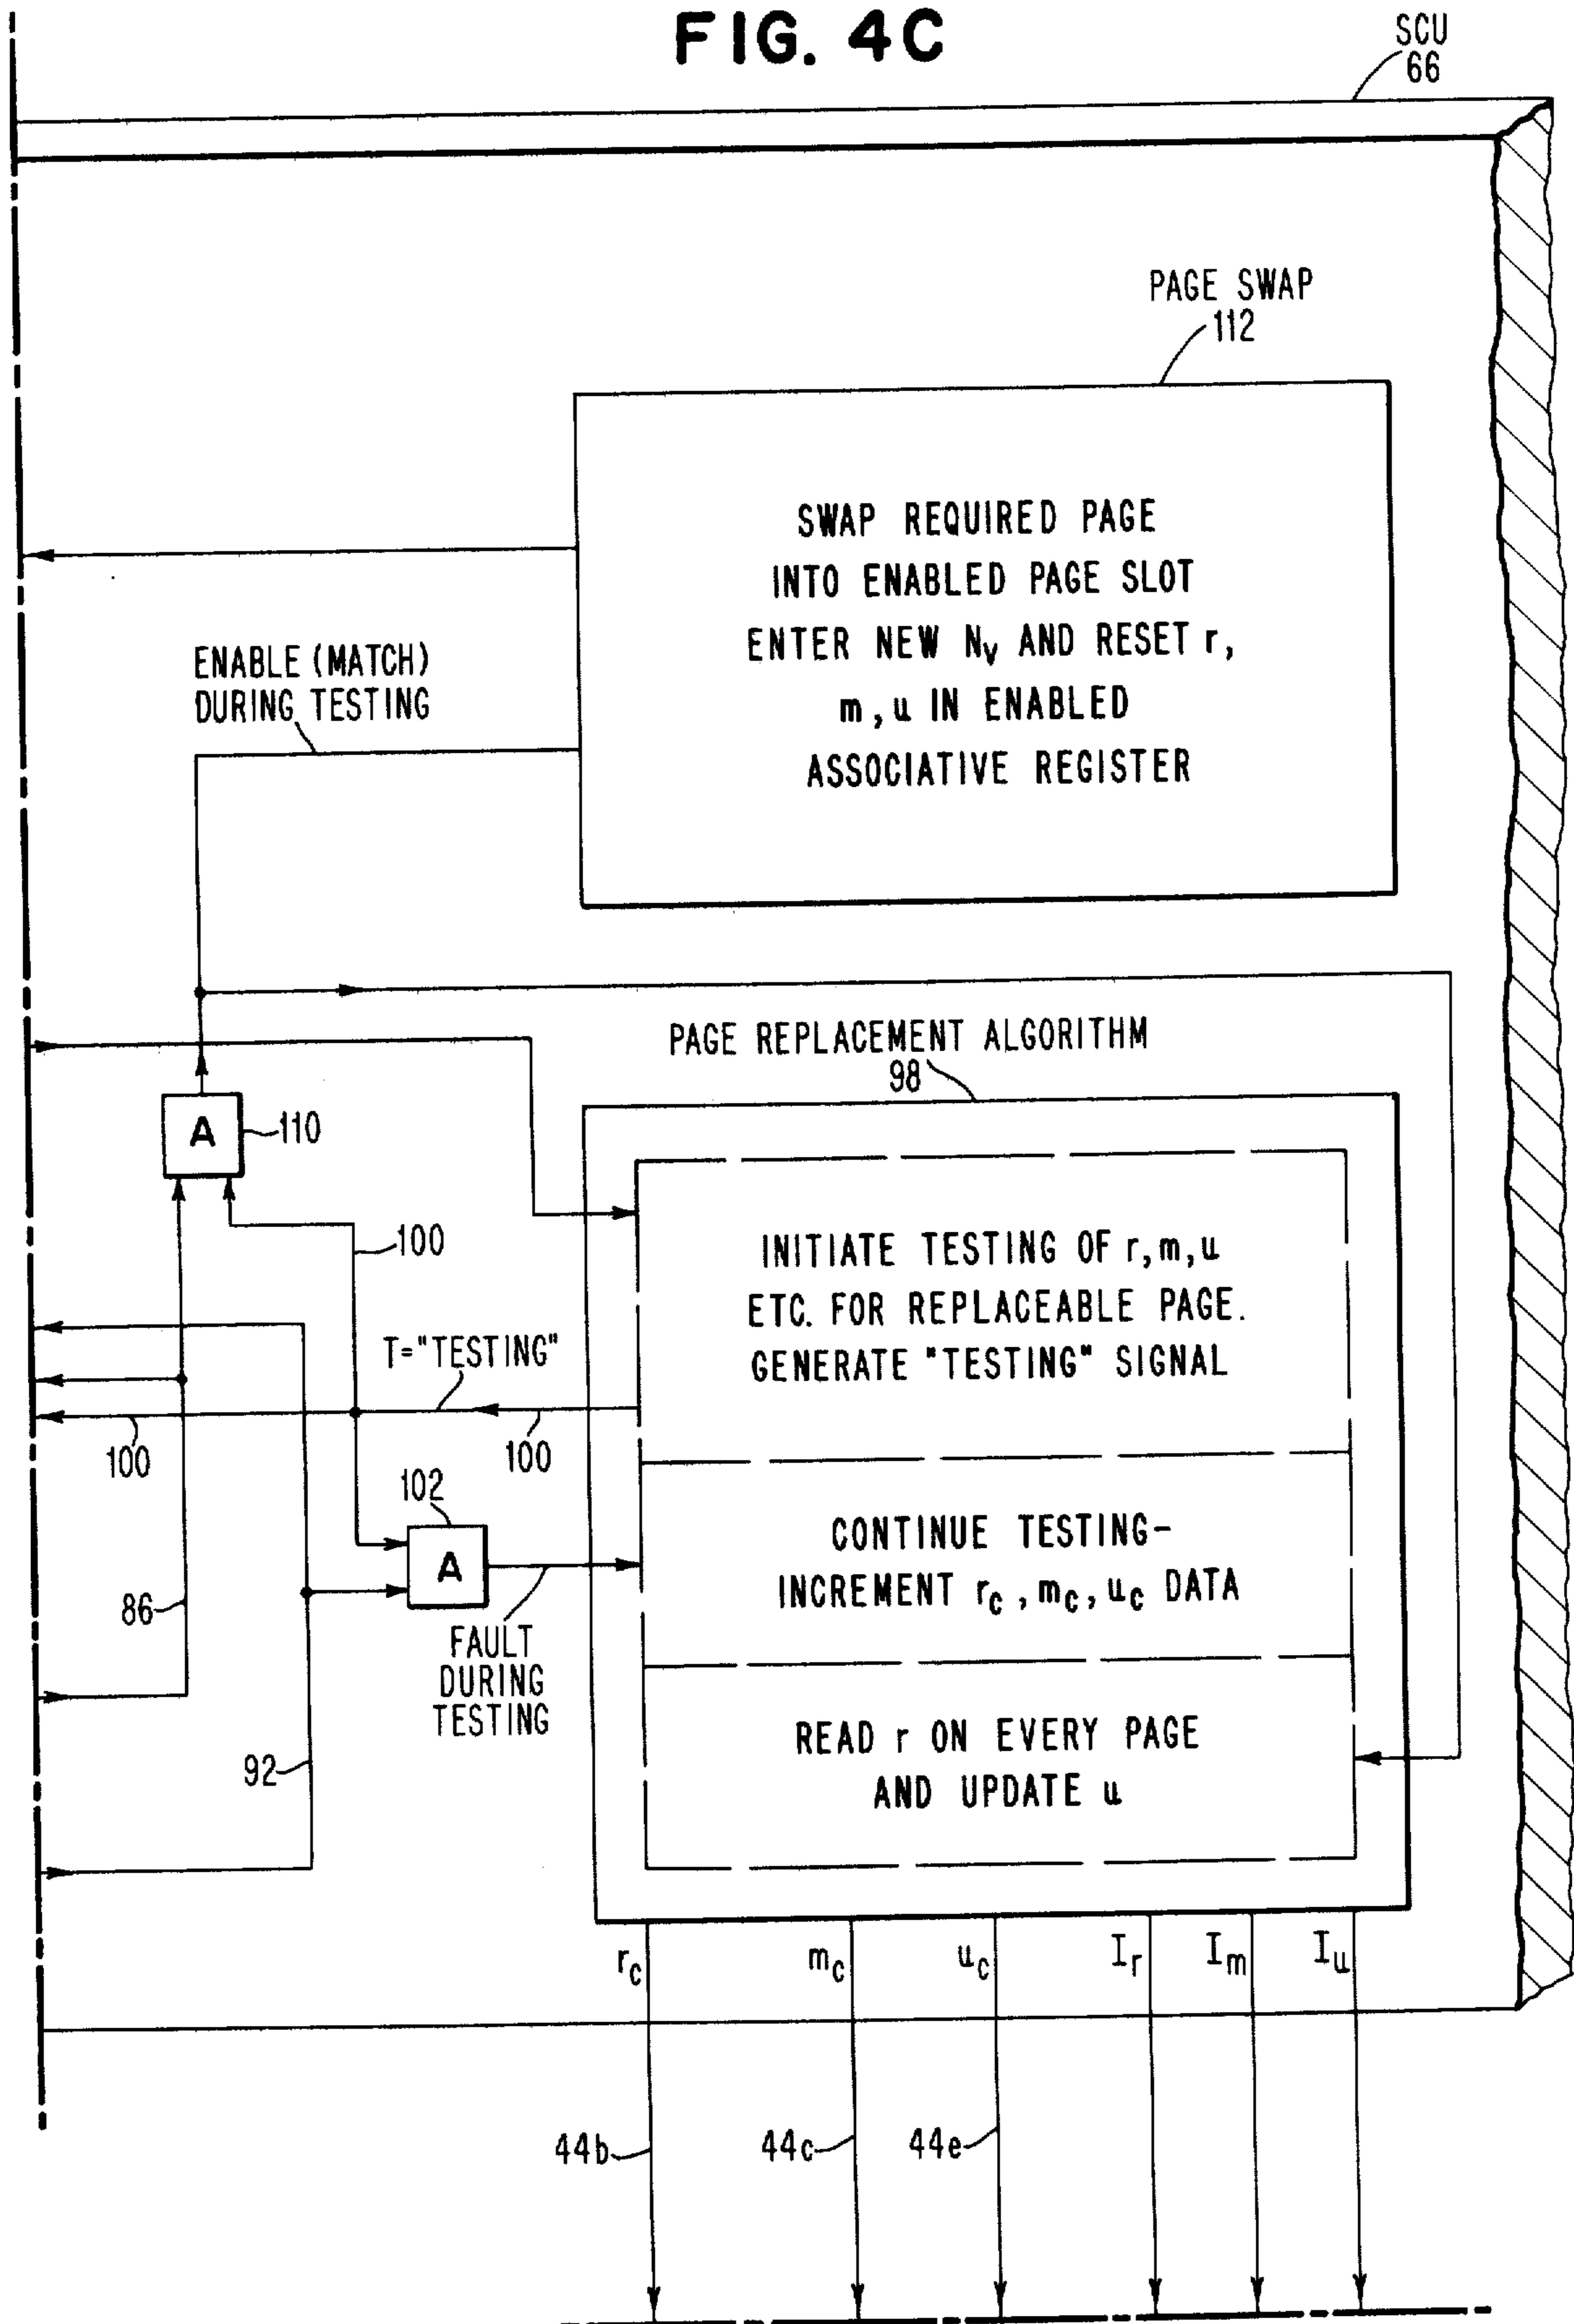 FIG. 4C
SCU
66
PAGE SWAP
112
SWAP REQUIRED PAGE
INTO ENABLED PAGE SLOT
ENTER NEW Nv AND RESET r,
m, u IN ENABLED
ASSOCIATIVE REGISTER
ENABLE (MATCH)
DURING TESTING
PAGE REPLACEMENT ALGORITHM
98
A
110
100
INITIATE TESTING OF r, m, u
ETC. FOR REPLACEABLE PAGE.
GENERATE "TESTING" SIGNAL
T="TESTING"
100
100
102
A
CONTINUE TESTING-
INCREMENT rc, mc, uc DATA
86
FAULT
DURING
TESTING
READ r ON EVERY PAGE
AND UPDATE u
92
rc
mc
uc
Ir
Im
Iu
44b
44c
44e